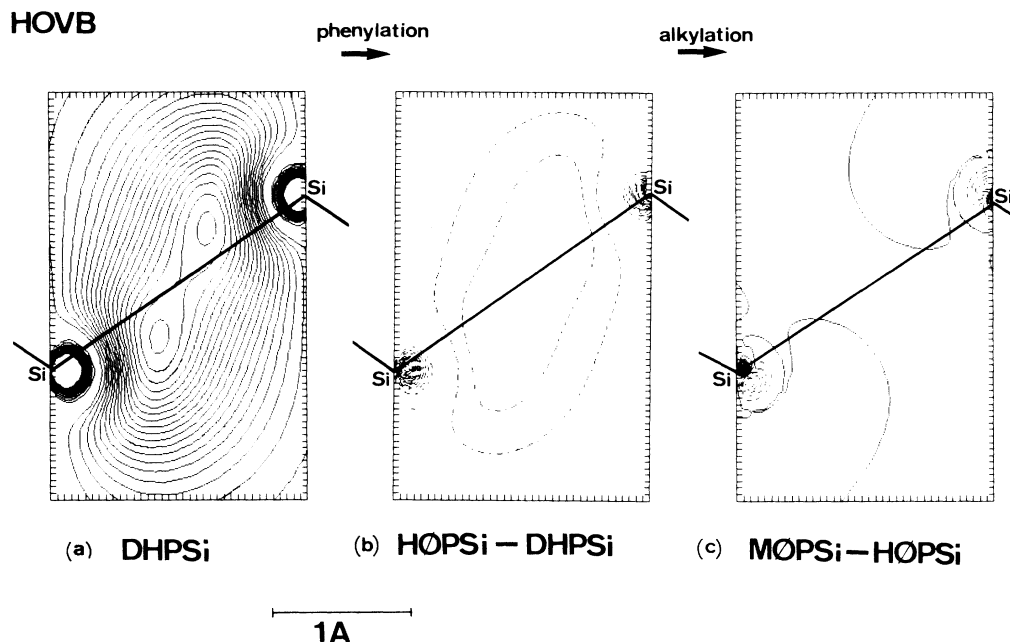 HOVB
phenylation
alkylation
Si
Si
Si
Si
Si
Si
(a) DHPSi
(b) HØPSi – DHPSi
(c) MØPSi – HØPSi
1A